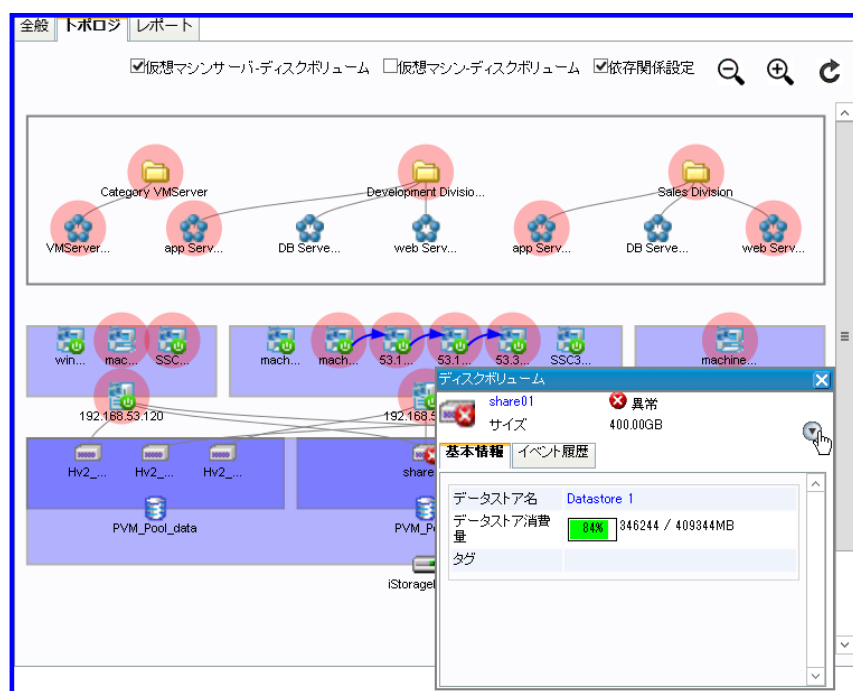 全般 トポロジ レポート
仮想マシンサーバ-ディスクボリューム 仮想マシン-ディスクボリューム 依存関係設定
Category VMServer Development Divisio... Sales Division
VMServer... app Serv... DB Serve... web Serv... app Serv... DB Serve... web Serv...
win... mac... SSC... mach... mach... 53.1... 53.1... 53.3... SSC3... machine...
192.168.53.120 192.168.5
Hv2_... Hv2_... Hv2_... share
PVM_Pool_data PVM_P
iStorage
ディスクボリューム
share01 異常
サイズ 400.00GB
基本情報 イベント履歴
データストア名 Datastore 1
データストア消費
量 84% 346244 / 409344MB
タグ